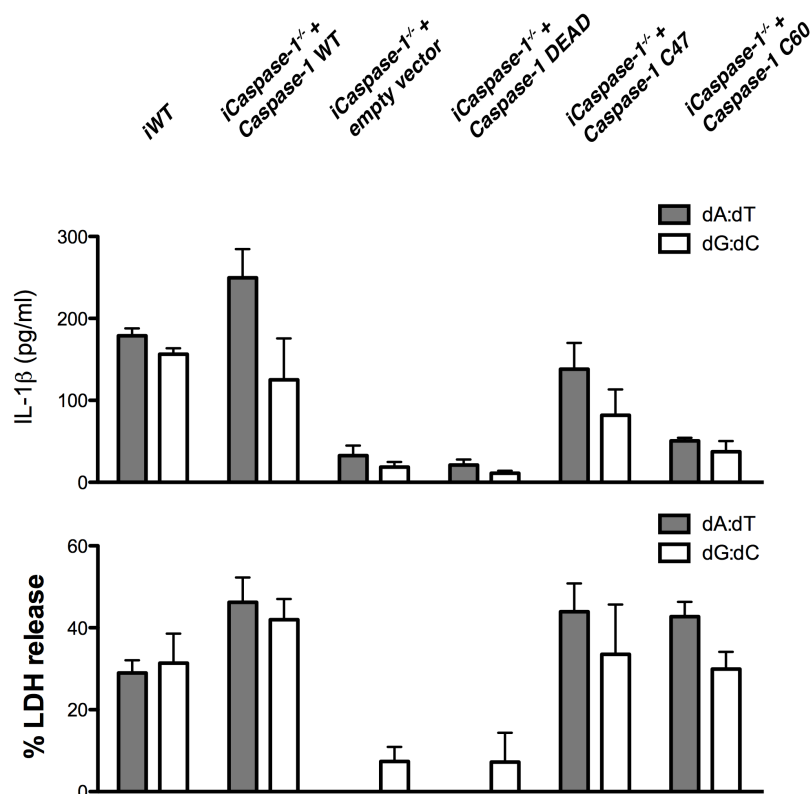 iWT
iCaspase-1-/- +
Caspase-1 WT
iCaspase-1-/- +
empty vector
iCaspase-1-/- +
Caspase-1 DEAD
iCaspase-1-/- +
Caspase-1 C47
iCaspase-1-/- +
Caspase-1 C60
dA:dT
dG:dC
IL-1β (pg/ml)
300
200
100
0
dA:dT
dG:dC
% LDH release
60
40
20
0